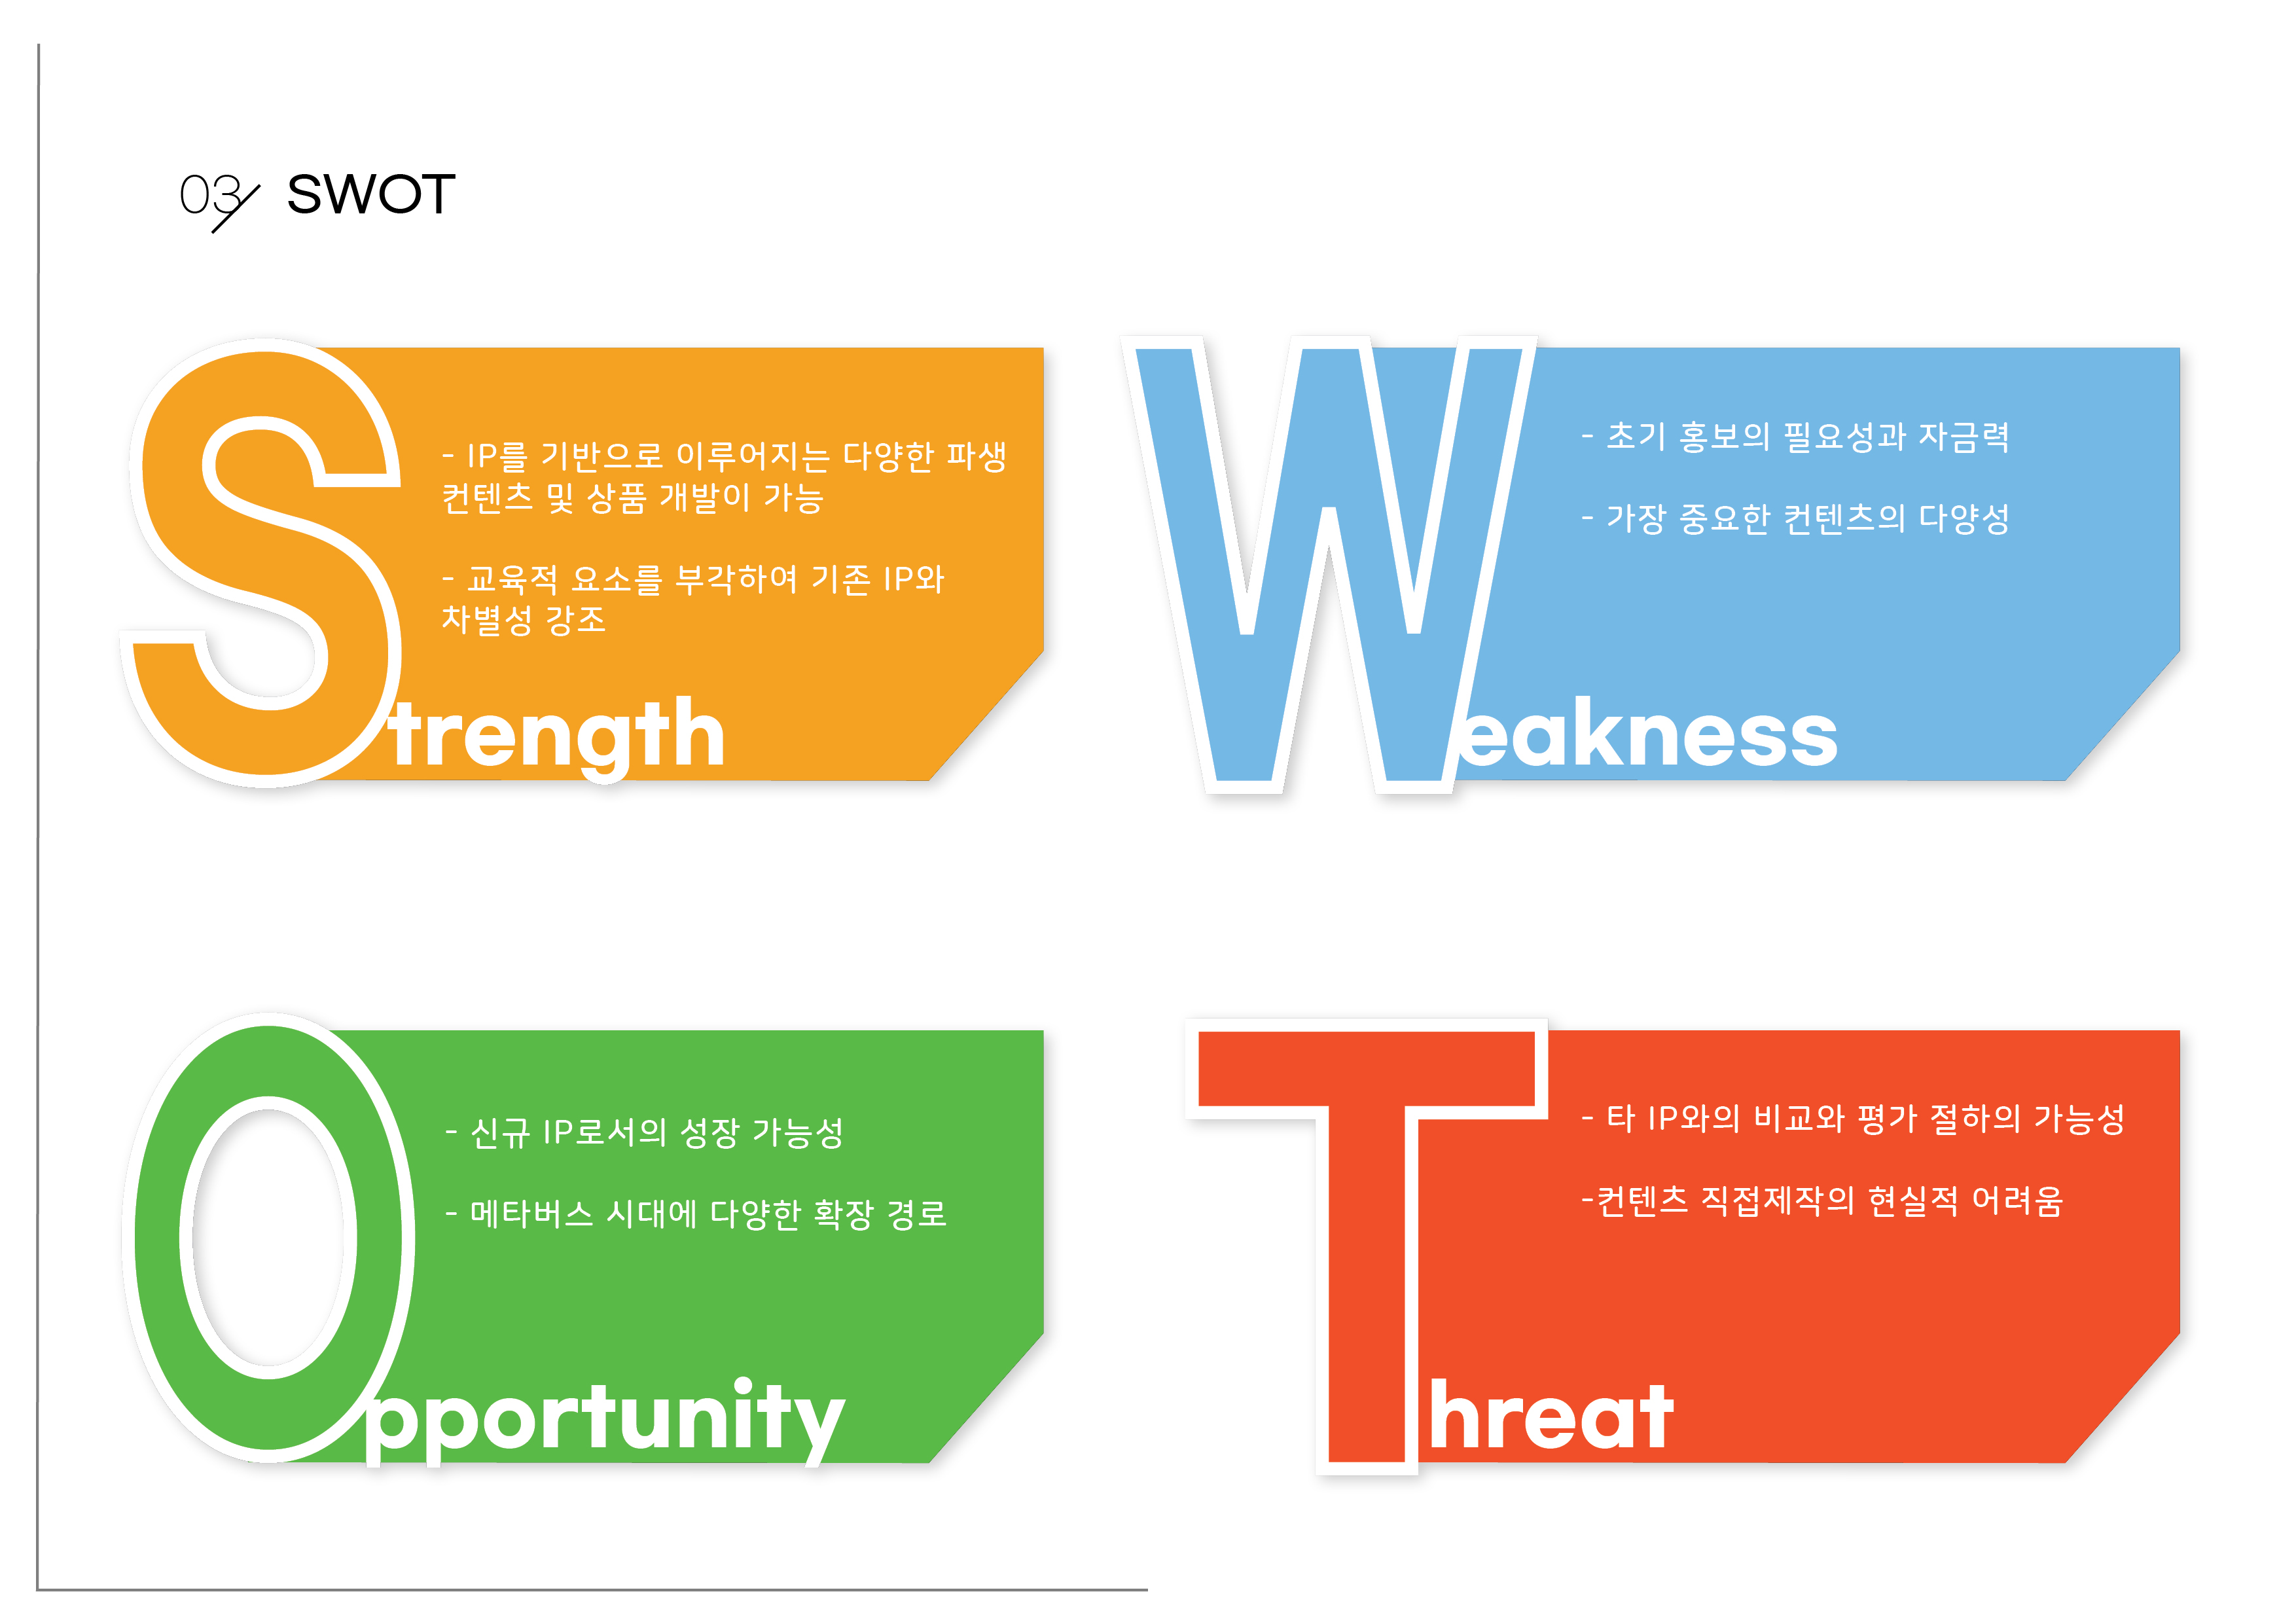 03/ SWOT
- IP를 기반으로 이루어지는 다양한 파생
컨텐츠 및 상품 개발이 가능
- 교육적 요소를 부각하여 기존 IP와
차별성 강조
Strength
- 초기 홍보의 필요성과 자금력
- 가장 중요한 컨텐츠의 다양성
Weakness
- 신규 IP로서의 성장 가능성
- 메타버스 시대에 다양한 확장 경로
Opportunity
- 타 IP와의 비교와 평가 절하의 가능성
-컨텐츠 직접제작의 현실적 어려움
Threat